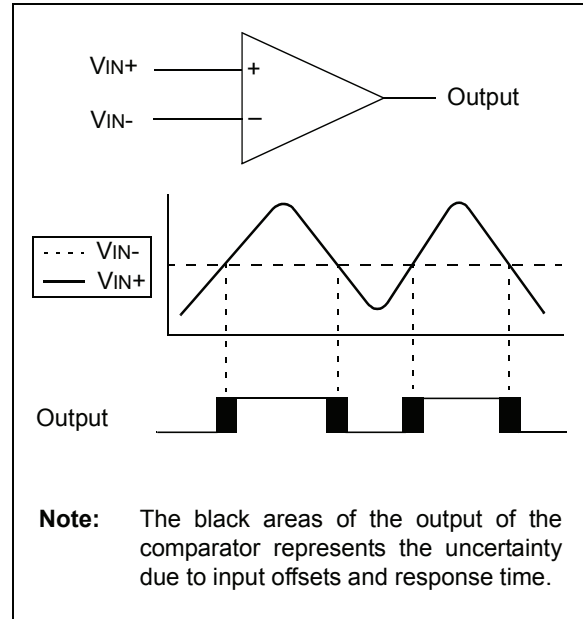 VIN+
+
Output
VIN-
–
VIN-
VIN+
Output
Note: The black areas of the output of the
comparator represents the uncertainty
due to input offsets and response time.